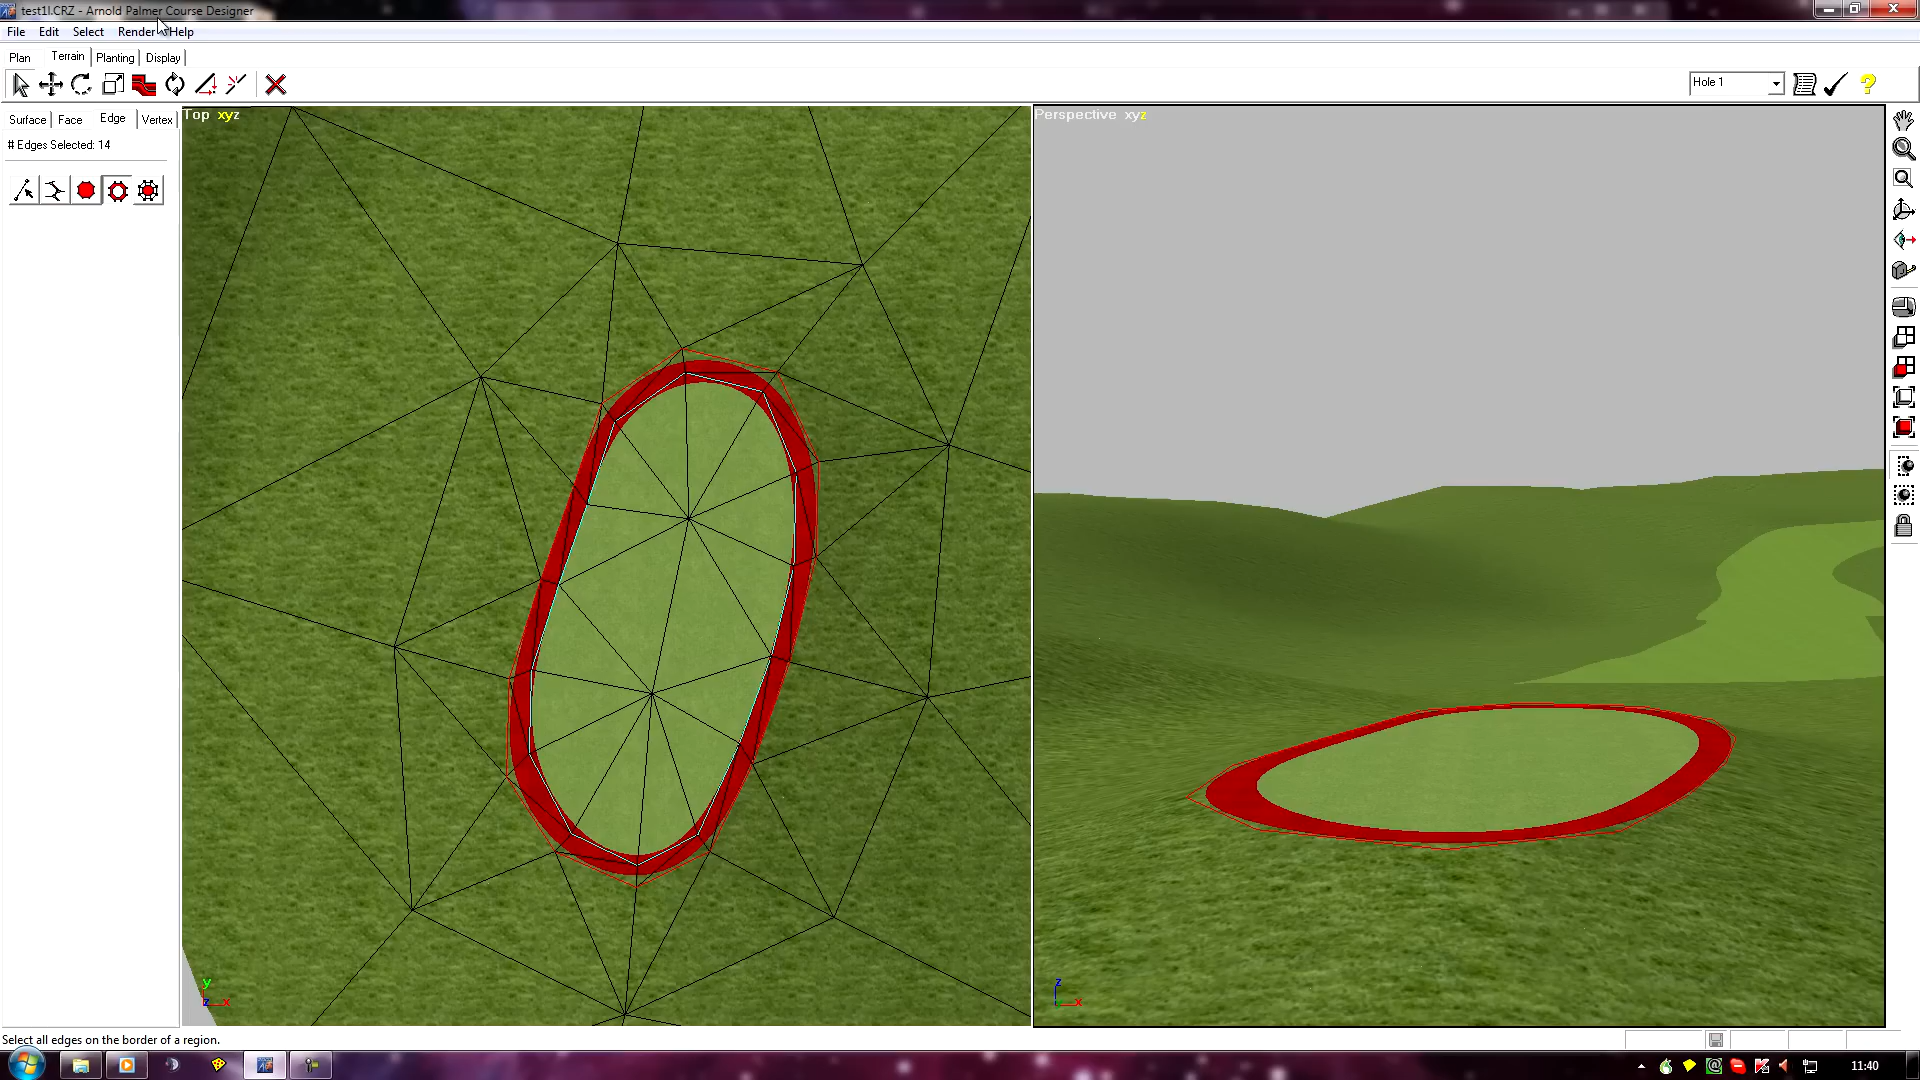 test1l.CRZ - Arnold Palmer Course Designer
File Edit Select Render Help
Plan Terrain Planting Display
Hole 1
Surface Face Edge Vertex
# Edges Selected: 14
Top xyz
Perspective xyz
y
z x
z
x
Select all edges on the border of a region.
11:40